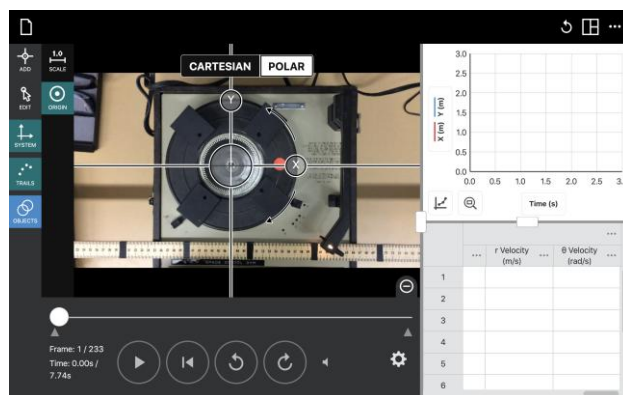 CARTESIAN POLAR
ADD
1.0
SCALE
EDIT
ORIGIN
SYSTEM
TRAILS
OBJECTS
Y
X
Frame: 1 / 233
Time: 0.00s /
7.74s
X (m) Y (m)
3.0
2.5
2.0
1.5
1.0
0.5
0.0
0.0 0.5 1.0 1.5 2.0 2.5 3.
Time (s)
r Velocity
(m/s)
θ Velocity
(rad/s)
1
2
3
4
5
6